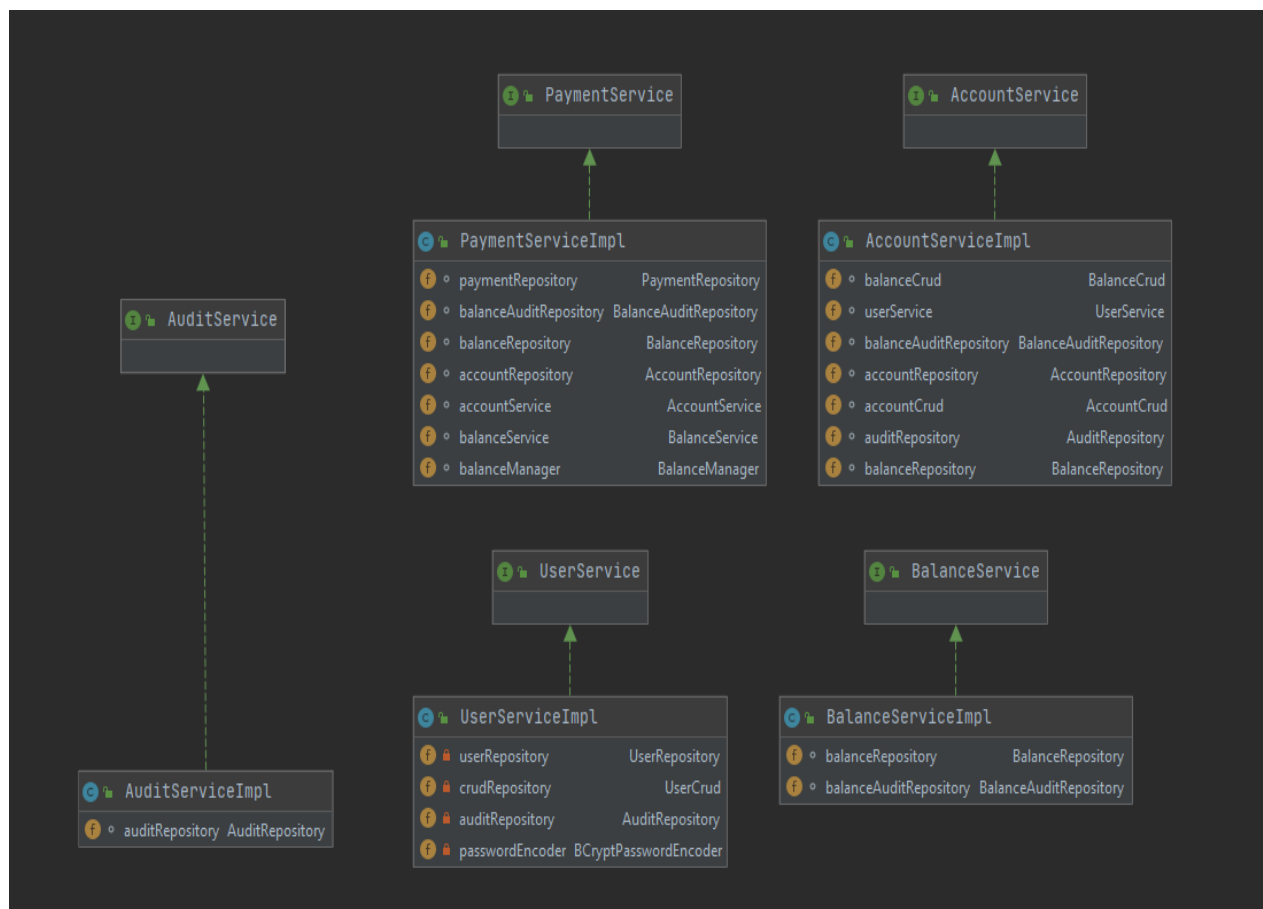 PaymentService
AccountService
PaymentServiceImpl
paymentRepository PaymentRepository
balanceAuditRepository BalanceAuditRepository
balanceRepository BalanceRepository
accountRepository AccountRepository
accountService AccountService
balanceService BalanceService
balanceManager BalanceManager
AccountServiceImpl
balanceCrud BalanceCrud
userService UserService
balanceAuditRepository BalanceAuditRepository
accountRepository AccountRepository
accountCrud AccountCrud
auditRepository AuditRepository
balanceRepository BalanceRepository
AuditService
UserService
BalanceService
UserServiceImpl
userRepository UserRepository
crudRepository UserCrud
auditRepository AuditRepository
passwordEncoder BCryptPasswordEncoder
BalanceServiceImpl
balanceRepository BalanceRepository
balanceAuditRepository BalanceAuditRepository
AuditServiceImpl
auditRepository AuditRepository